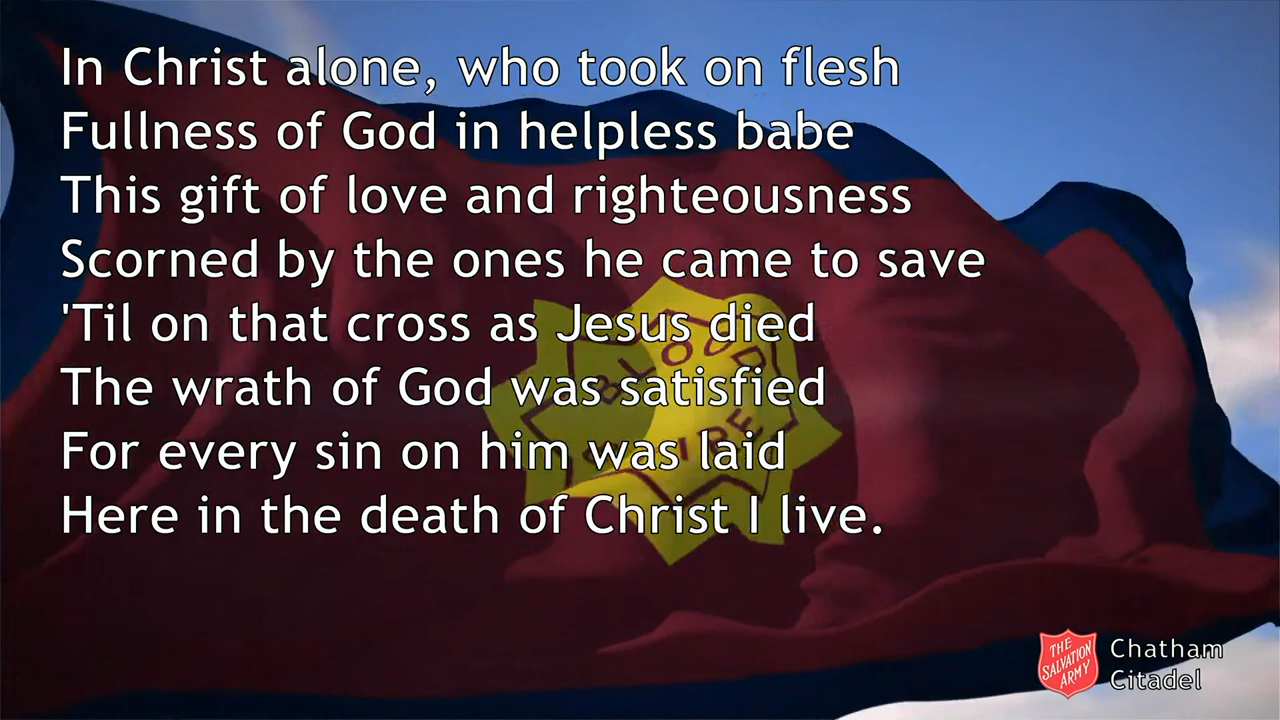 In Christ alone, who took on flesh
Fullness of God in helpless babe
This gift of love and righteousness
Scorned by the ones he came to save
'Til on that cross as Jesus died
The wrath of God was satisfied
For every sin on him was laid
Here in the death of Christ I live.
BLOOD
FIRE
THE
SALVATION
ARMY
Chatham
Citadel